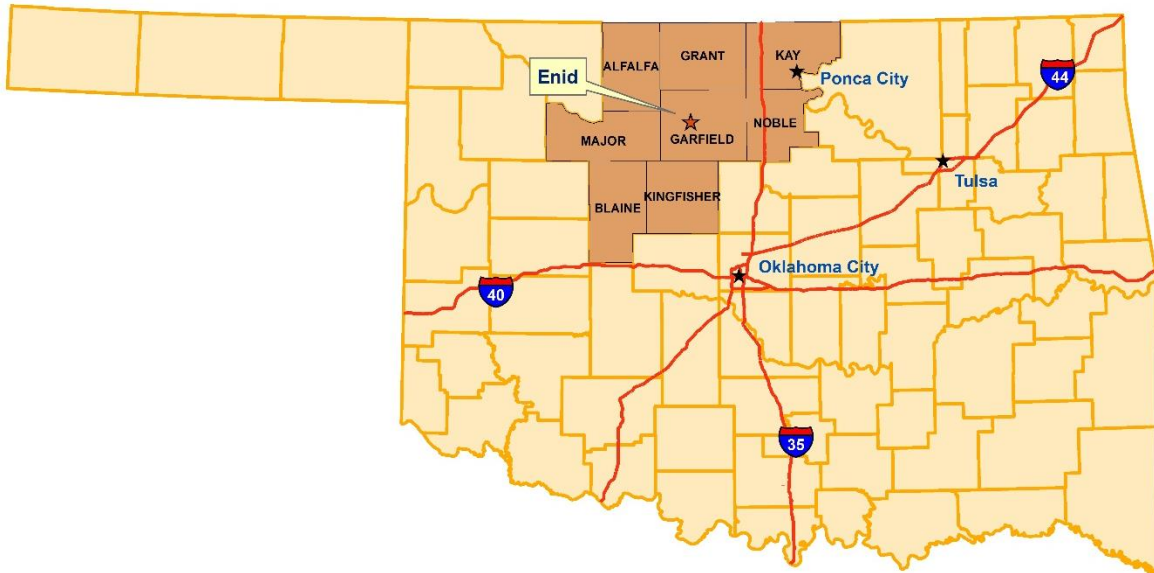 ALFALFA
GRANT
KAY
Enid
Ponca City
44
MAJOR
GARFIELD
NOBLE
Tulsa
BLAINE
KINGFISHER
Oklahoma City
40
35